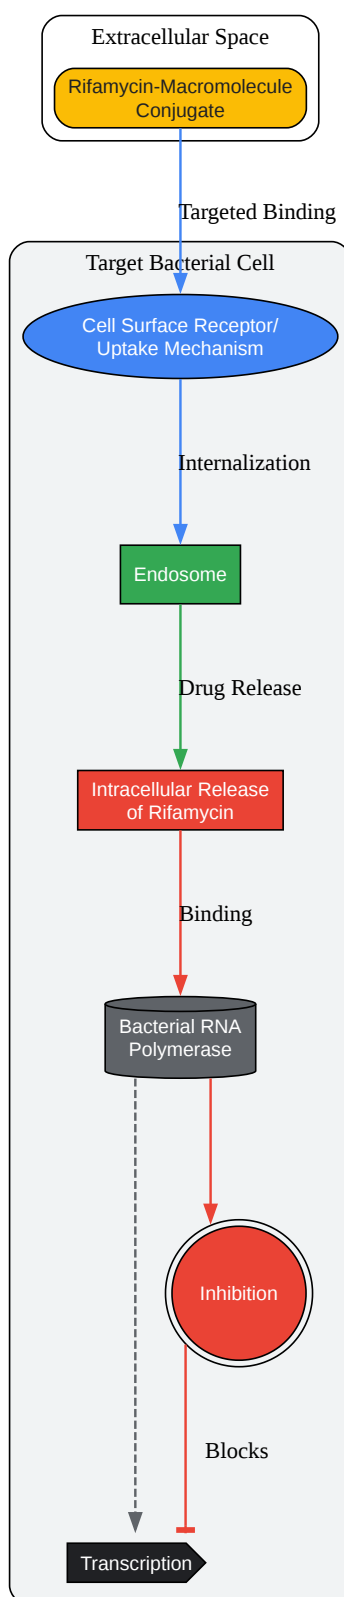 Extracellular Space
Rifamycin-Macromolecule
Conjugate
Targeted Binding
Target Bacterial Cell
Cell Surface Receptor/
Uptake Mechanism
Internalization
Endosome
Drug Release
Intracellular Release
of Rifamycin
Binding
Bacterial RNA
Polymerase
Inhibition
Blocks
Transcription